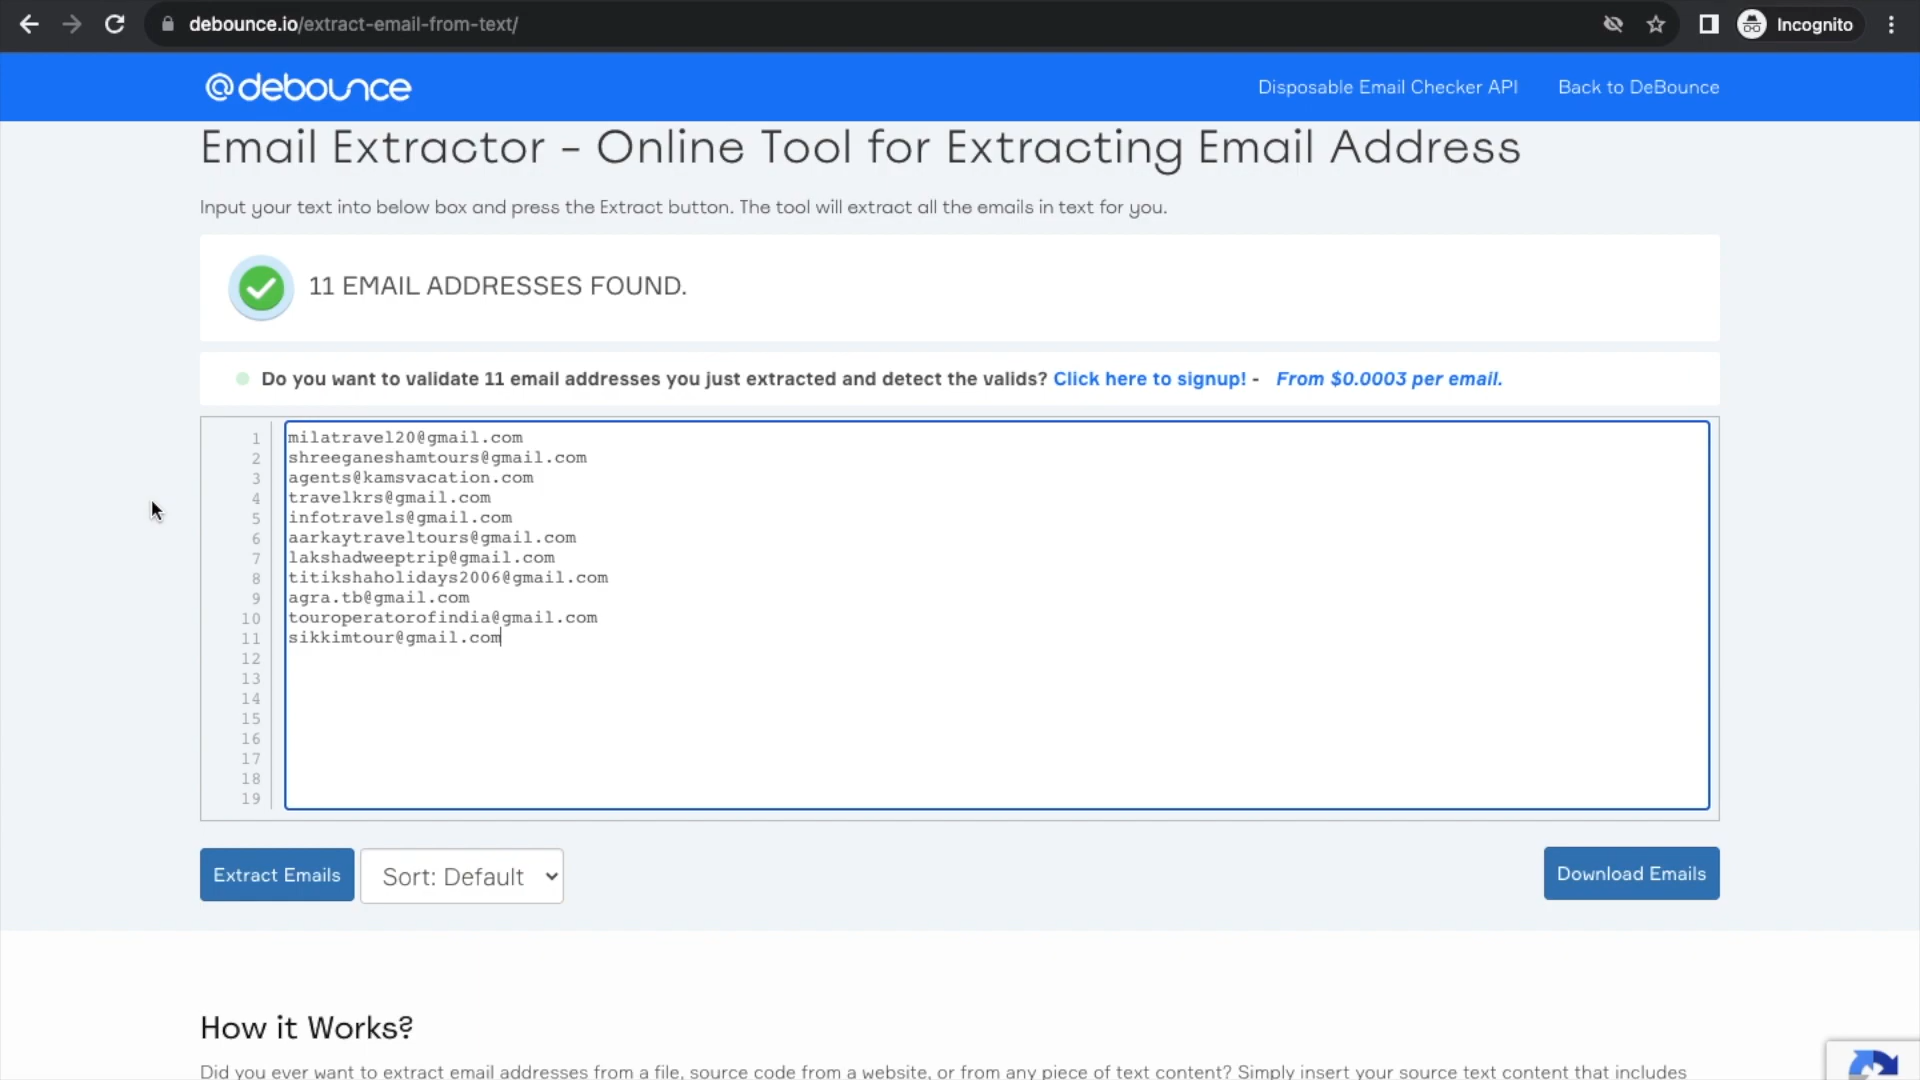 debounce.io/extract-email-from-text/
Incognito
@debounce
Disposable Email Checker API
Back to DeBounce
Email Extractor – Online Tool for Extracting Email Address
Input your text into below box and press the Extract button. The tool will extract all the emails in text for you.
11 EMAIL ADDRESSES FOUND.
Do you want to validate 11 email addresses you just extracted and detect the valids? Click here to signup! - From $0.0003 per email.
1 milatravel20@gmail.com
2 shreeganeshamtours@gmail.com
3 agents@kamsvacation.com
4 travelkrs@gmail.com
5 infotravels@gmail.com
6 aarkaytraveltours@gmail.com
7 lakshadweeptrip@gmail.com
8 titikshaholidays2006@gmail.com
9 agra.tb@gmail.com
10 touroperatorofindia@gmail.com
11 sikkimtour@gmail.com
12
13
14
15
16
17
18
19
Extract Emails
Sort: Default
Download Emails
How it Works?
Did you ever want to extract email addresses from a file, source code from a website, or from any piece of text content? Simply insert your source text content that includes